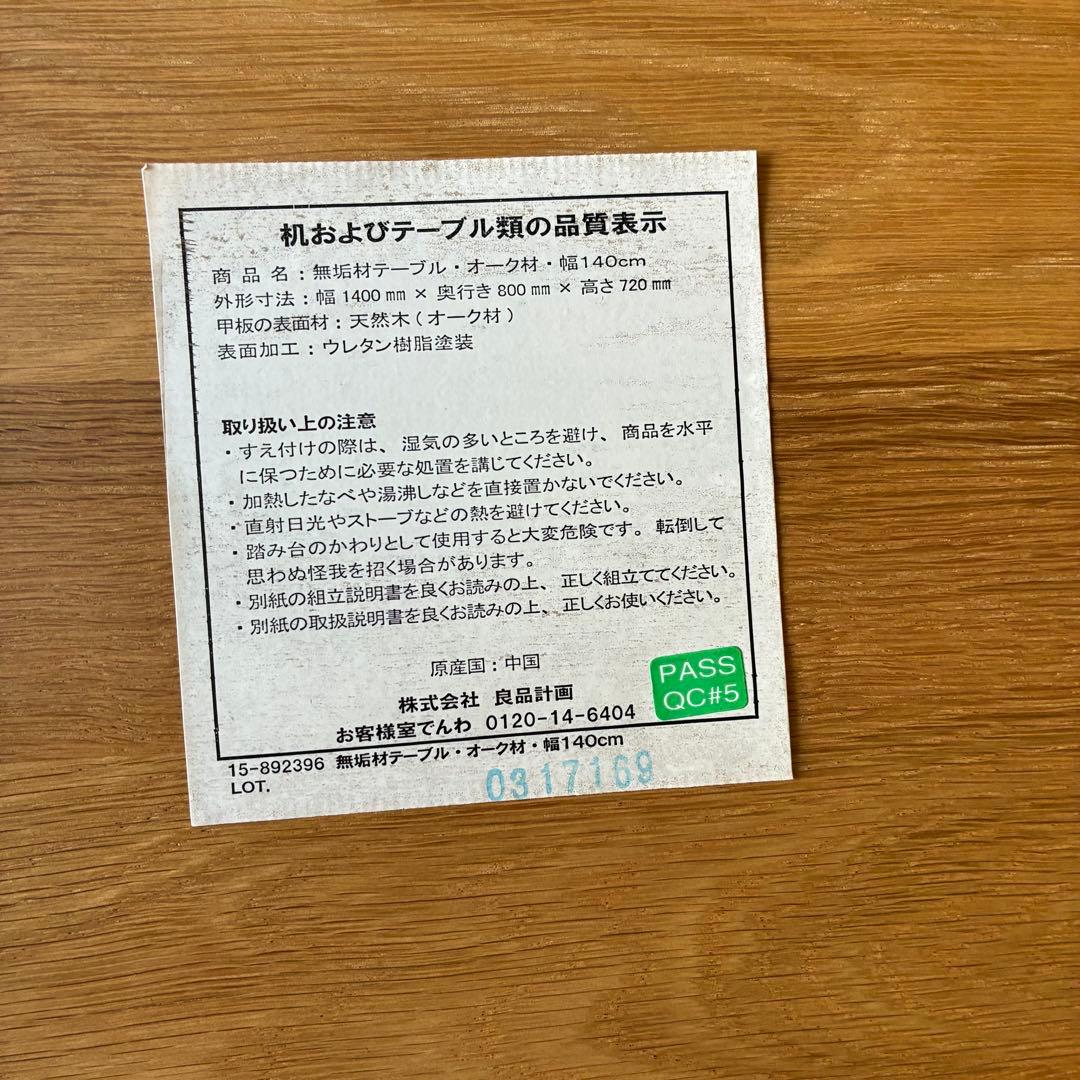 机およびテーブル類の品質表示
商品名：無垢材テーブル・オーク材・幅140cm
外形寸法：幅1400㎜×奥行き800㎜×高さ720㎜
甲板の表面材：天然木(オーク材)
表面加工：ウレタン樹脂塗装
取り扱い上の注意
・すえ付けの際は、湿気の多いところを避け、商品を水平
に保つために必要な処置を講じてください。
・加熱したなべや湯沸しなどを直接置かないでください。
・直射日光やストーブなどの熱を避けてください。
・踏み台のかわりとして使用すると大変危険です。転倒して
思わぬ怪我を招く場合があります。
・別紙の組立説明書を良くお読みの上、正しく組立ててください。
・別紙の取扱説明書を良くお読みの上、正しくお使いください。
原産国：中国
株式会社 良品計画
お客様室でんわ 0120-14-6404
PASS
QC#5
15-892396 無垢材テーブル・オーク材・幅140cm
LOT.
0317169